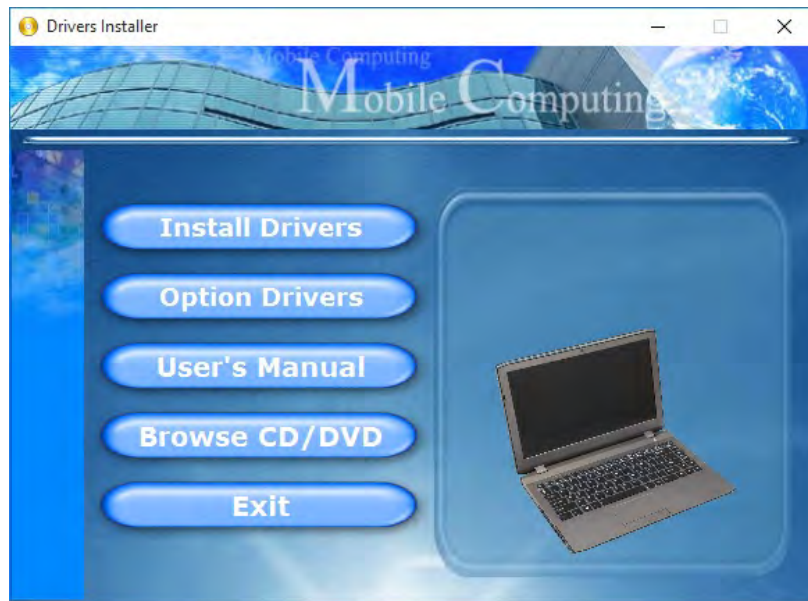 Drivers Installer
Mobile Computing
Mobile Computing
Install Drivers
Option Drivers
User's Manual
Browse CD/DVD
Exit